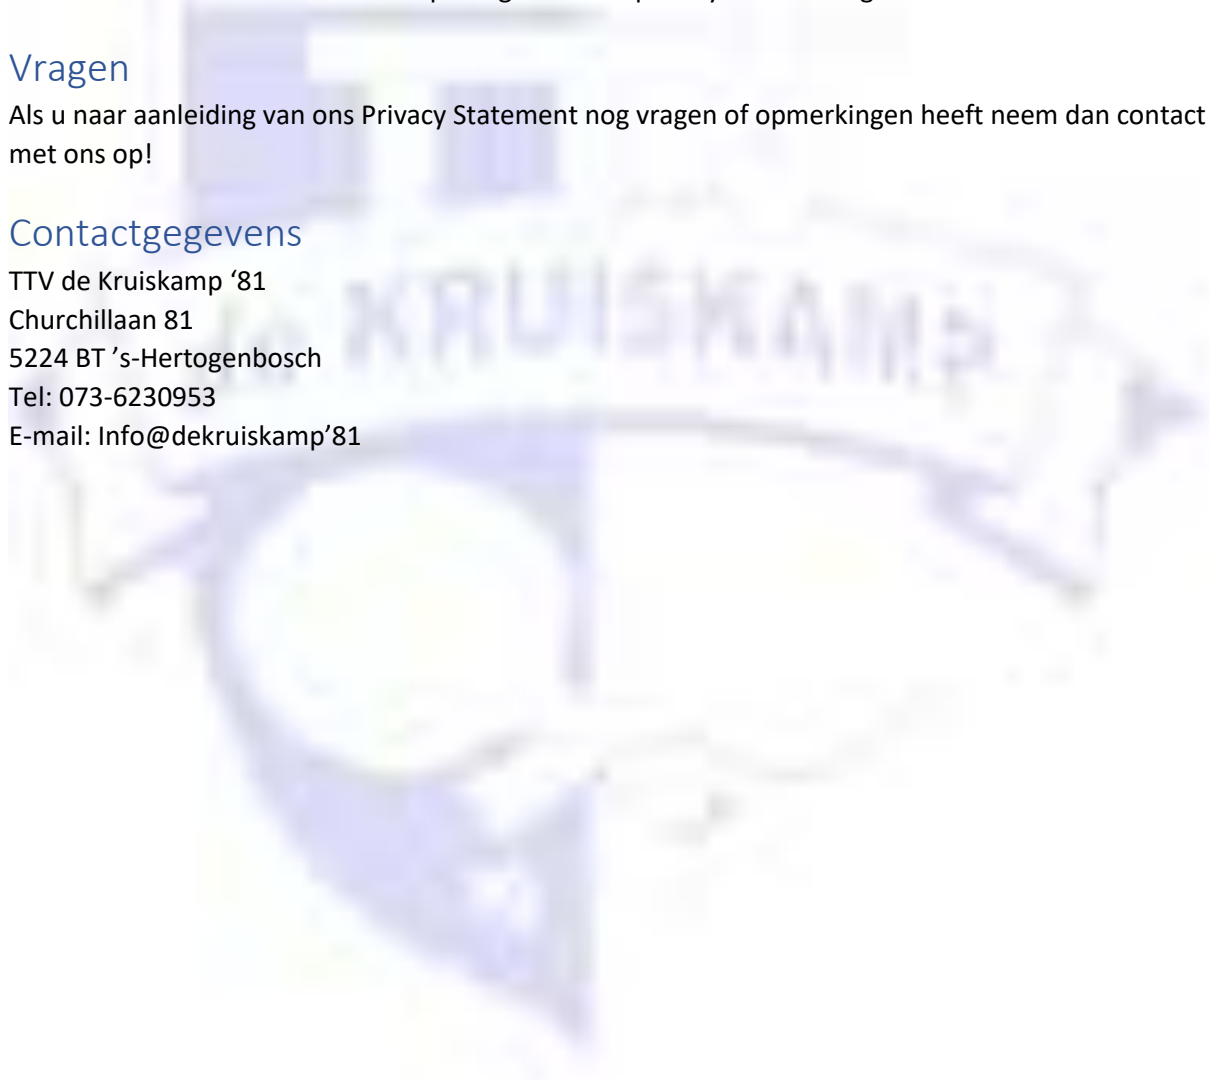 Vragen
Als u naar aanleiding van ons Privacy Statement nog vragen of opmerkingen heeft neem dan contact
met ons op!
Contactgegevens
TTV de Kruiskamp ‘81
Churchillaan 81
5224 BT ’s-Hertogenbosch
Tel: 073-6230953
E-mail: Info@dekruiskamp’81
de KRUISKAMP